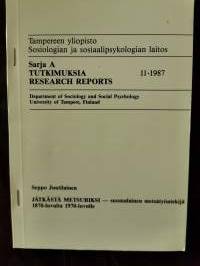 Tampereen yliopisto
Sosiologian ja sosiaalipsykologian laitos
Sarja A
TUTKIMUKSIA 11-1987
RESEARCH REPORTS
Department of Sociology and Social Psychology
University of Tampere, Finland
Seppo Juutilainen
JÄTKÄSTÄ METSURIKSI — suomalainen metsätyöntekijä
1870-luvulta 1970-luvulle